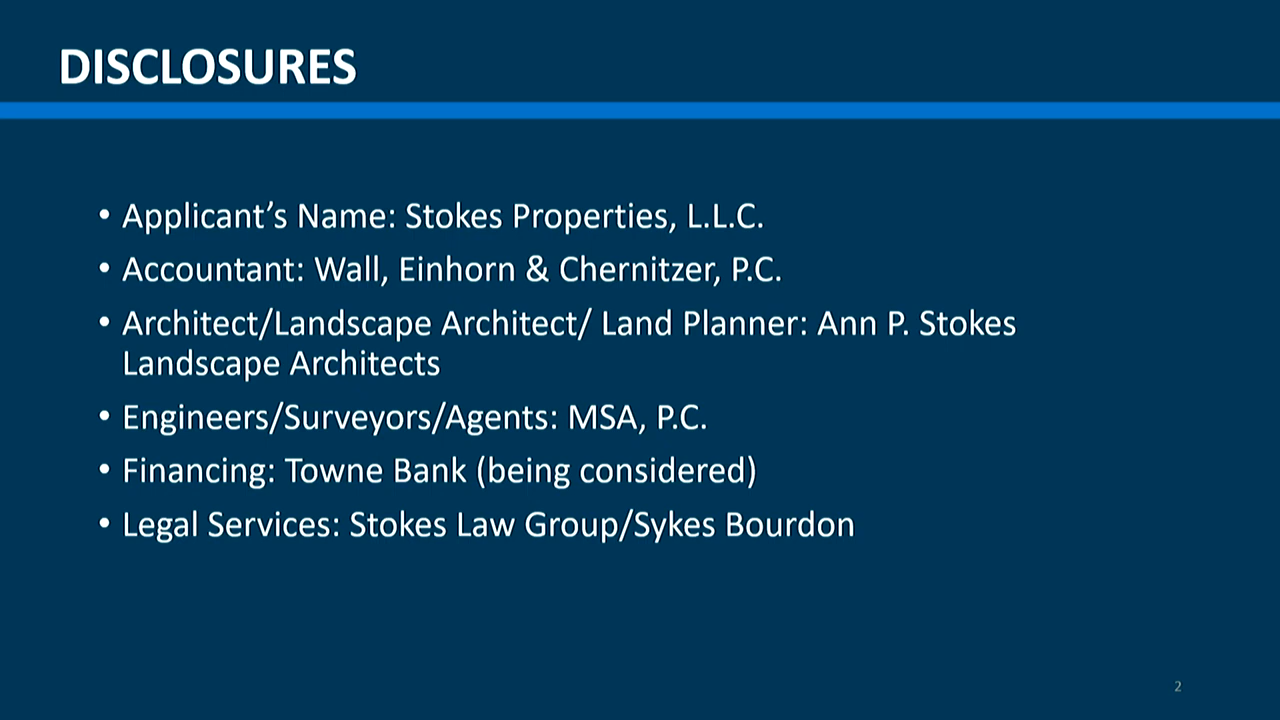 DISCLOSURES
• Applicant’s Name: Stokes Properties, L.L.C.
• Accountant: Wall, Einhorn & Chernitzer, P.C.
• Architect/Landscape Architect/ Land Planner: Ann P. Stokes
Landscape Architects
• Engineers/Surveyors/Agents: MSA, P.C.
• Financing: Towne Bank (being considered)
• Legal Services: Stokes Law Group/Sykes Bourdon
2